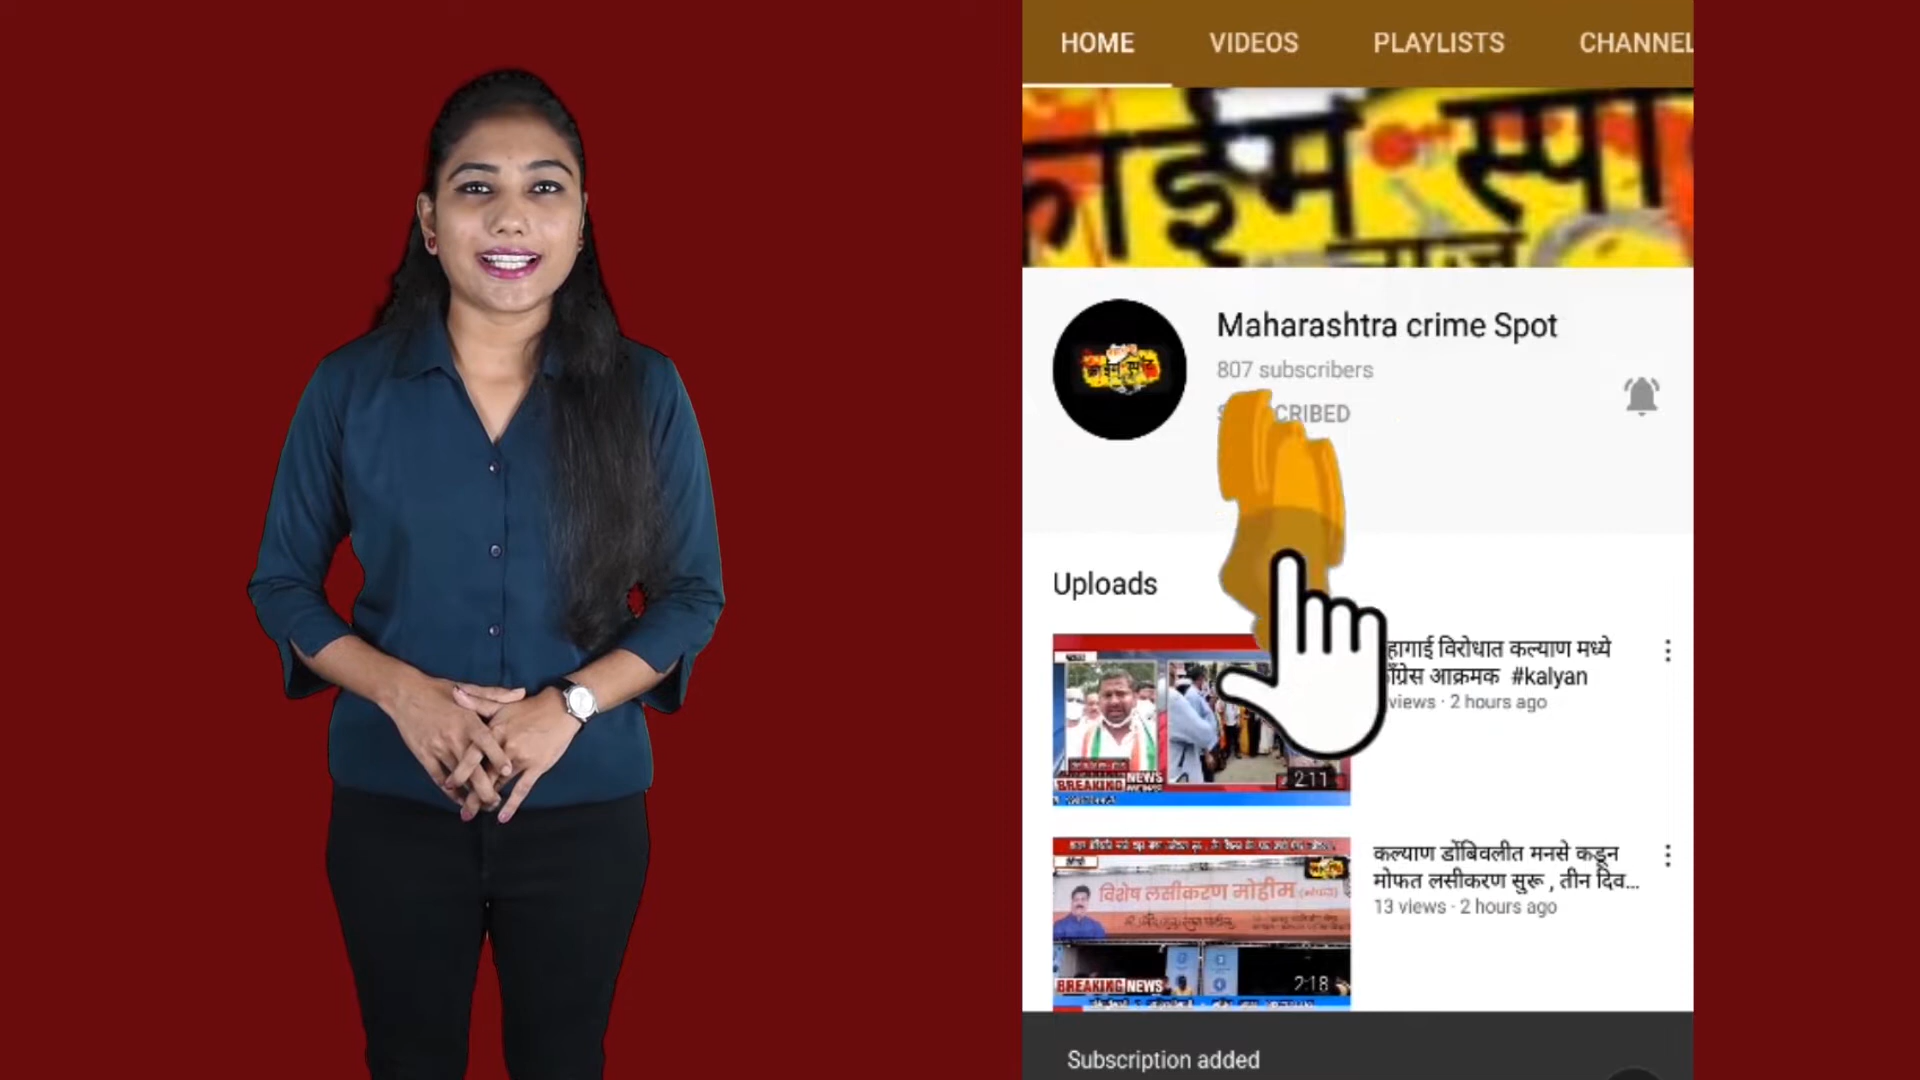 HOME VIDEOS PLAYLISTS CHANNEL
क्राईम स्पॉ
Maharashtra crime Spot
807 subscribers
CRIBED
Uploads
हागाई विरोधात कल्याण मध्ये
आक्रमक #kalyan
views · 2 hours ago
BREAKING NEWS
2:11
विशेष लसीकरण मोहीम
BREAKING NEWS
2:18
कल्याण डोंबिवलीत मनसे कडून
मोफत लसीकरण सुरू , तीन दिव...
13 views · 2 hours ago
Subscription added